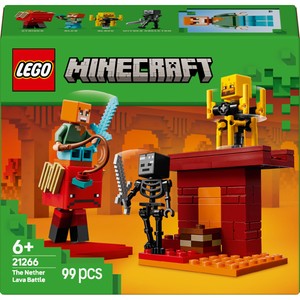 LEGO
MINECRAFT
6+
21266
The Nether
Lava Battle
99 pcs